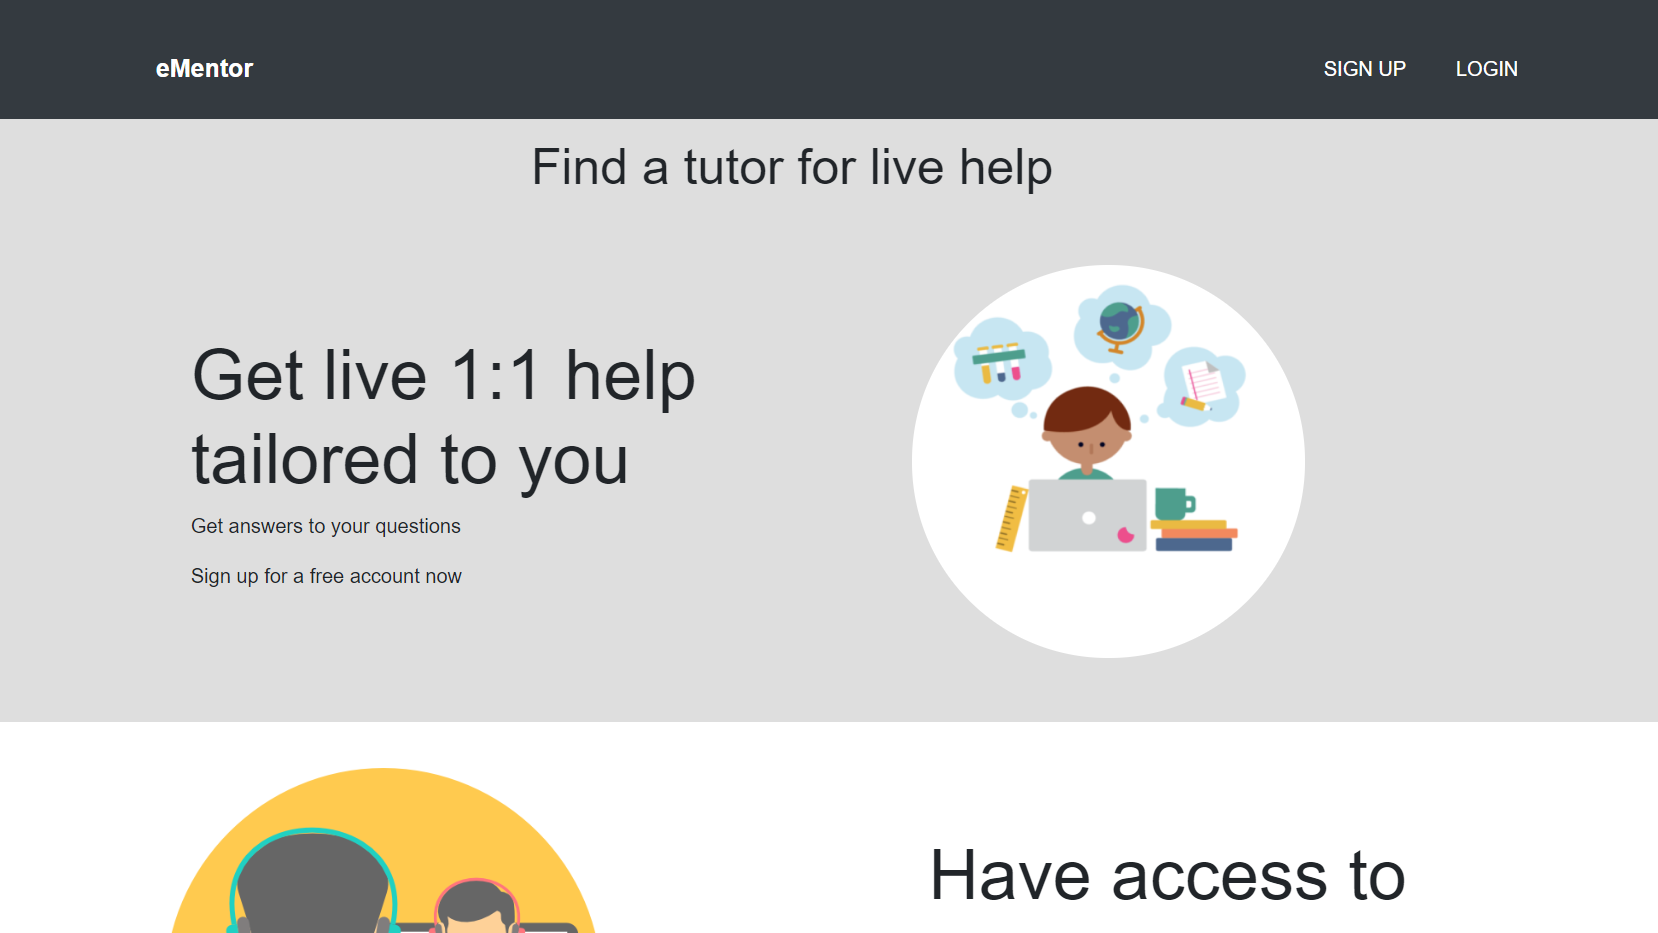 eMentor
SIGN UP
LOGIN
Find a tutor for live help
Get live 1:1 help
tailored to you
Get answers to your questions
Sign up for a free account now
Have access to